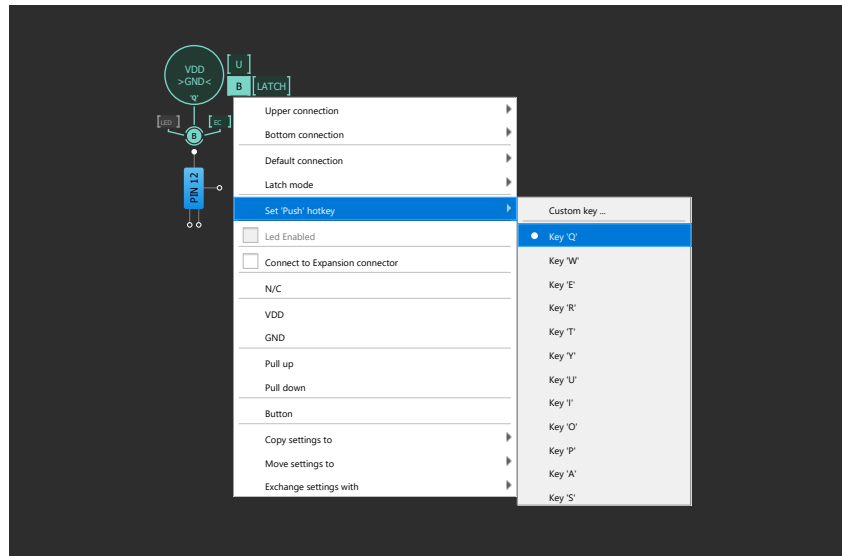 VDD
>GND<
'Q'
[ U ]
B [LATCH]
[LED]
[EC ]
B
PIN 12
Upper connection
Bottom connection
Default connection
Latch mode
Set 'Push' hotkey
Led Enabled
Connect to Expansion connector
N/C
VDD
GND
Pull up
Pull down
Button
Copy settings to
Move settings to
Exchange settings with
Custom key ...
Key 'Q'
Key 'W'
Key 'E'
Key 'R'
Key 'T'
Key 'Y'
Key 'U'
Key 'I'
Key 'O'
Key 'P'
Key 'A'
Key 'S'